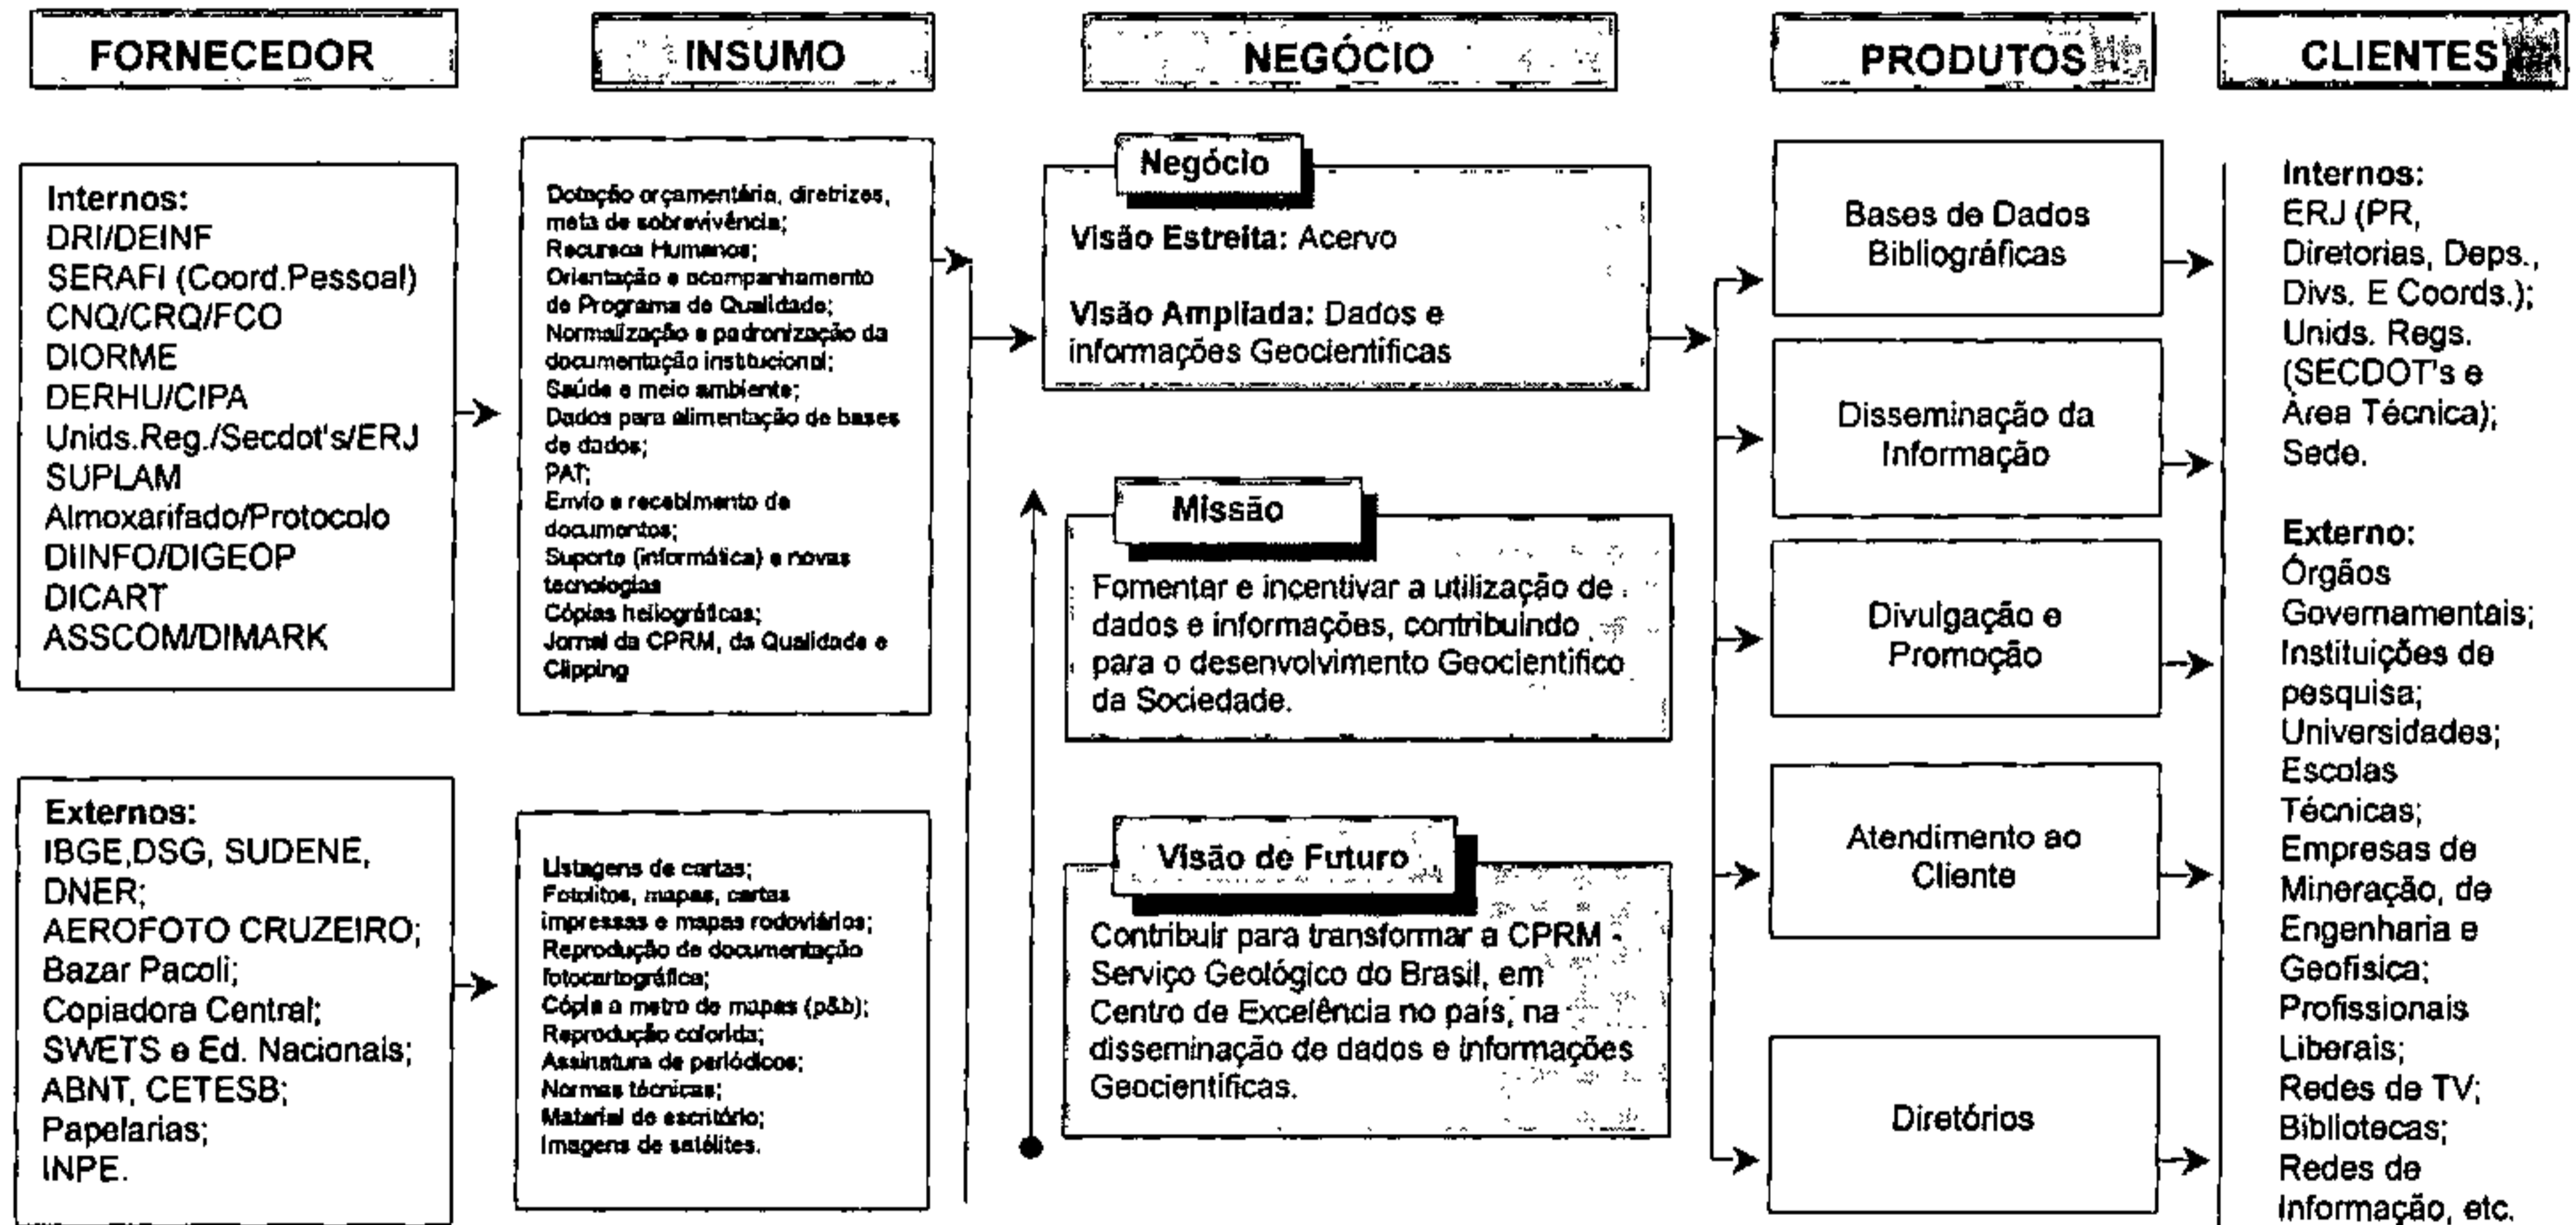 FORNECEDOR
INSUMO
NEGÓCIO
PRODUTOS
CLIENTES
Internos:
DRI/DEINF
SERAFI (Coord.Pessoal)
CNQ/CRQ/FCO
DIORME
DERHU/CIPA
Unids.Reg./Secdot's/ERJ
SUPLAM
Almoxarifado/Protocolo
DIINFO/DIGEOP
DICART
ASSCOM/DIMARK
Externos:
IBGE,DSG, SUDENE,
DNER;
AEROFOTO CRUZEIRO;
Bazar Pacoli;
Copiadora Central;
SWETS e Ed. Nacionais;
ABNT, CETESB;
Papelarias;
INPE.
Dotação orçamentária, diretrizes,
meta de sobrevivência;
Recursos Humanos;
Orientação e acompanhamento
de Programa de Qualidade;
Normalização e padronização da
documentação institucional;
Saúde e meio ambiente;
Dados para alimentação de bases
de dados;
PAT;
Envio e recebimento de
documentos;
Suporte (informática) e novas
tecnologias
Cópias heliográficas;
Jornal da CPRM, da Qualidade e
Clipping
Listagens de cartas;
Fotolitos, mapas, cartas
impressas e mapas rodoviários;
Reprodução de documentação
fotocartográfica;
Cópia a metro de mapas (p&b);
Reprodução colorida;
Assinatura de periódicos;
Normas técnicas;
Material de escritório;
Imagens de satélites.
Negócio
Visão Estreita: Acervo
Visão Ampliada: Dados e
informações Geocientíficas
Missão
Fomentar e incentivar a utilização de
dados e informações, contribuindo
para o desenvolvimento Geocientífico
da Sociedade.
Visão de Futuro
Contribuir para transformar a CPRM -
Serviço Geológico do Brasil, em
Centro de Excelência no país, na
disseminação de dados e informações
Geocientíficas.
Bases de Dados
Bibliográficas
Disseminação da
Informação
Divulgação e
Promoção
Atendimento ao
Cliente
Diretórios
Internos:
ERJ (PR,
Diretorias, Deps.,
Divs. E Coords.);
Unids. Regs.
(SECDOT's e
Área Técnica);
Sede.
Externo:
Órgãos
Governamentais;
Instituições de
pesquisa;
Universidades;
Escolas
Técnicas;
Empresas de
Mineração, de
Engenharia e
Geofisica;
Profissionais
Liberais;
Redes de TV;
Bibliotecas;
Redes de
Informação, etc.